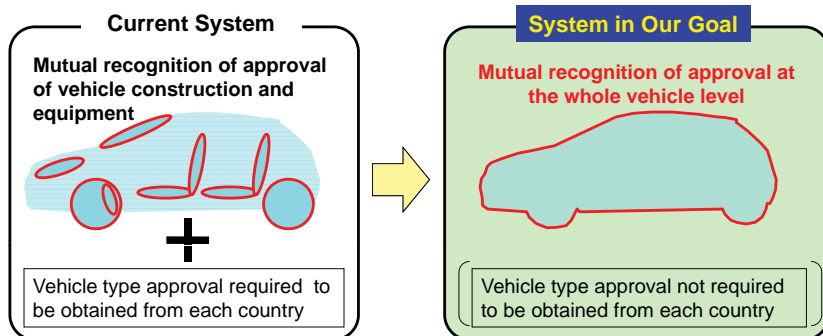 Current System
Mutual recognition of approval
of vehicle construction and
equipment
Vehicle type approval required to
be obtained from each country
System in Our Goal
Mutual recognition of approval at
the whole vehicle level
Vehicle type approval not required
to be obtained from each country